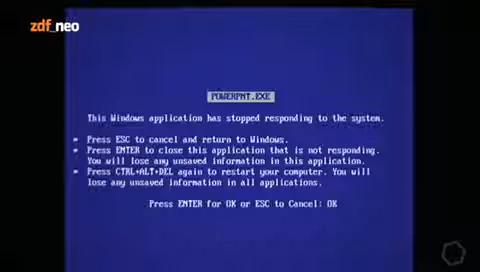 zdf_neo
POWERPNT.EXE
This Windows application has stopped responding to the system.
* Press ESC to cancel and return to Windows.
* Press ENTER to close this application that is not responding.
You will lose any unsaved information in this application.
* Press CTRL+ALT+DEL again to restart your computer. You will
lose any unsaved information in all applications.
Press ENTER for OK or ESC to Cancel: OK